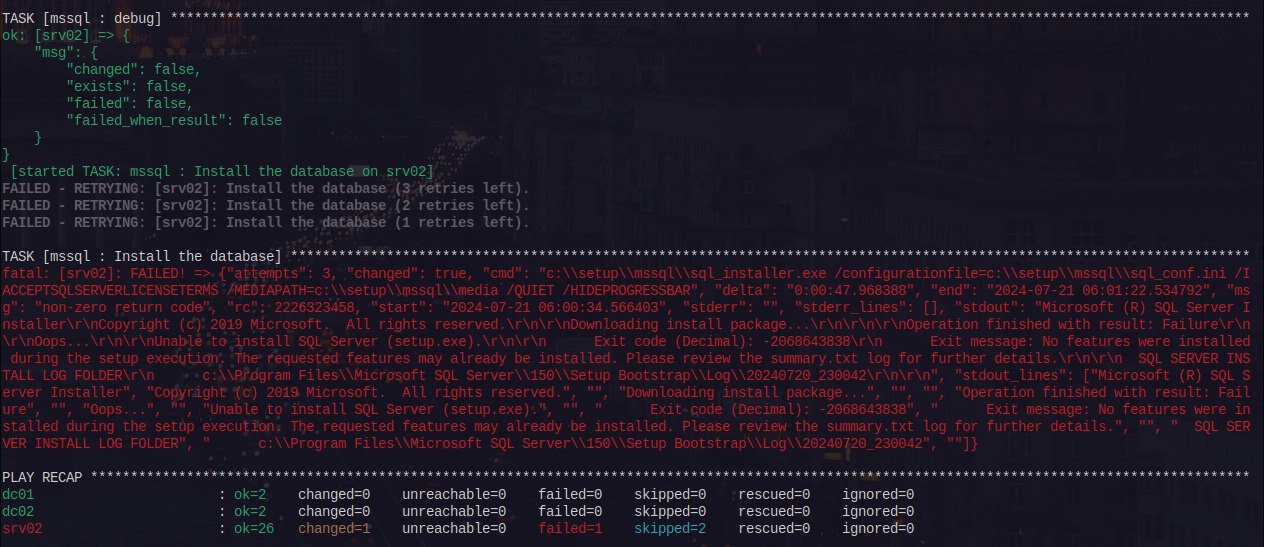 TASK [mssql : debug] ****************************************************************************************************************************************
ok: [srv02] => {
    "msg": {
        "changed": false,
        "exists": false,
        "failed": false,
        "failed_when_result": false
    }
}
 [started TASK: mssql : Install the database on srv02]
FAILED - RETRYING: [srv02]: Install the database (3 retries left).
FAILED - RETRYING: [srv02]: Install the database (2 retries left).
FAILED - RETRYING: [srv02]: Install the database (1 retries left).
TASK [mssql : Install the database] *************************************************************************************************************************
fatal: [srv02]: FAILED! => {"attempts": 3, "changed": true, "cmd": "c:\\setup\\mssql\\sql_installer.exe /configurationfile=c:\\setup\\mssql\\sql_conf.ini /I
ACCEPTSQLSERVERLICENSETERMS /MEDIAPATH=c:\\setup\\mssql\\media /QUIET /HIDEPROGRESSBAR", "delta": "0:00:47.968388", "end": "2024-07-21 06:01:22.534792", "ms
g": "non-zero return code", "rc": 2226323458, "start": "2024-07-21 06:00:34.566403", "stderr": "", "stderr_lines": [], "stdout": "Microsoft (R) SQL Server I
nstaller\r\nCopyright (c) 2019 Microsoft.  All rights reserved.\r\n\r\nDownloading install package...\r\n\r\n\r\nOperation finished with result: Failure\r\n
\r\nOops...\r\n\r\nUnable to install SQL Server (setup.exe).\r\n\r\n      Exit code (Decimal): -2068643838\r\n      Exit message: No features were installed
 during the setup execution. The requested features may already be installed. Please review the summary.txt log for further details.\r\n\r\n  SQL SERVER INS
TALL LOG FOLDER\r\n      c:\\Program Files\\Microsoft SQL Server\\150\\Setup Bootstrap\\Log\\20240720_230042\r\n\r\n", "stdout_lines": ["Microsoft (R) SQL S
erver Installer", "Copyright (c) 2019 Microsoft.  All rights reserved.", "", "Downloading install package...", "", "", "Operation finished with result: Fail
ure", "", "Oops...", "", "Unable to install SQL Server (setup.exe).", "", "      Exit code (Decimal): -2068643838", "      Exit message: No features were in
stalled during the setup execution. The requested features may already be installed. Please review the summary.txt log for further details.", "", "  SQL SER
VER INSTALL LOG FOLDER", "      c:\\Program Files\\Microsoft SQL Server\\150\\Setup Bootstrap\\Log\\20240720_230042", ""]}
PLAY RECAP **************************************************************************************************************************************************
dc01                       : ok=2    changed=0    unreachable=0    failed=0    skipped=0    rescued=0    ignored=0
dc02                       : ok=2    changed=0    unreachable=0    failed=0    skipped=0    rescued=0    ignored=0
srv02                      : ok=26   changed=1    unreachable=0    failed=1    skipped=2    rescued=0    ignored=0